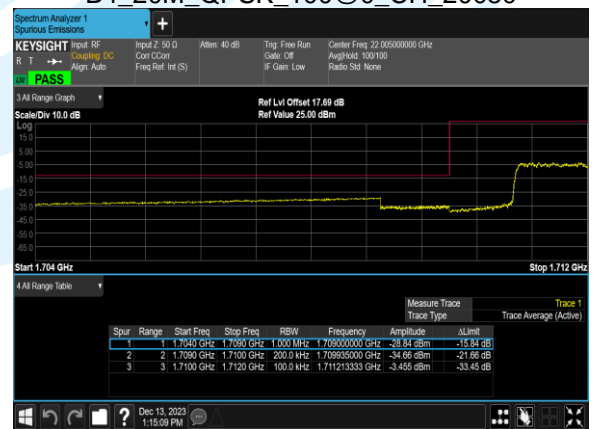 Spectrum Analyzer 1
Spurious Emissions
KEYSIGHT
R T
LV PASS
Input: RF
Coupling: DC
Align: Auto
Input Z: 50 Ω
Corr CCorr
Freq Ref: Int (S)
Atten: 40 dB
Trig: Free Run
Gate: Off
IF Gain: Low
Center Freq: 22.005000000 GHz
Avg|Hold: 100/100
Radio Std: None
3 All Range Graph
Scale/Div 10.0 dB
Ref Lvl Offset 17.69 dB
Ref Value 25.00 dBm
Log
15.0
5.00
-5.00
-15.0
-25.0
-35.0
-45.0
-55.0
-65.0
Start 1.704 GHz
Stop 1.712 GHz
4 All Range Table
Measure Trace Trace 1
Trace Type Trace Average (Active)
Spur Range Start Freq Stop Freq RBW Frequency Amplitude ΔLimit
1 1 1.7040 GHz 1.7090 GHz 1.000 MHz 1.709000000 GHz -28.84 dBm -15.84 dB
2 2 1.7090 GHz 1.7100 GHz 200.0 kHz 1.709935000 GHz -34.66 dBm -21.66 dB
3 3 1.7100 GHz 1.7120 GHz 100.0 kHz 1.711213333 GHz -3.455 dBm -33.45 dB
Dec 13, 2023
1:15:09 PM